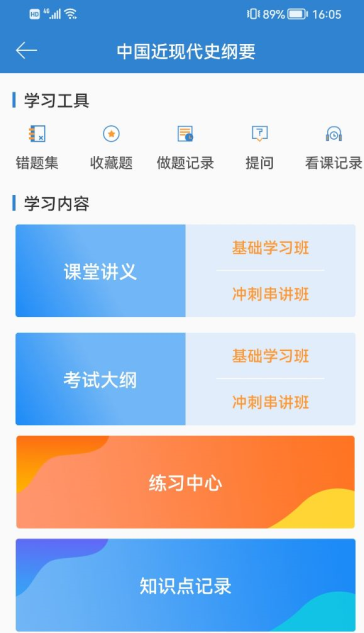 HD 89% 16:05
中国近现代史纲要
学习工具
错题集 收藏题 做题记录 提问 看课记录
学习内容
课堂讲义
基础学习班
冲刺串讲班
考试大纲
基础学习班
冲刺串讲班
练习中心
知识点记录